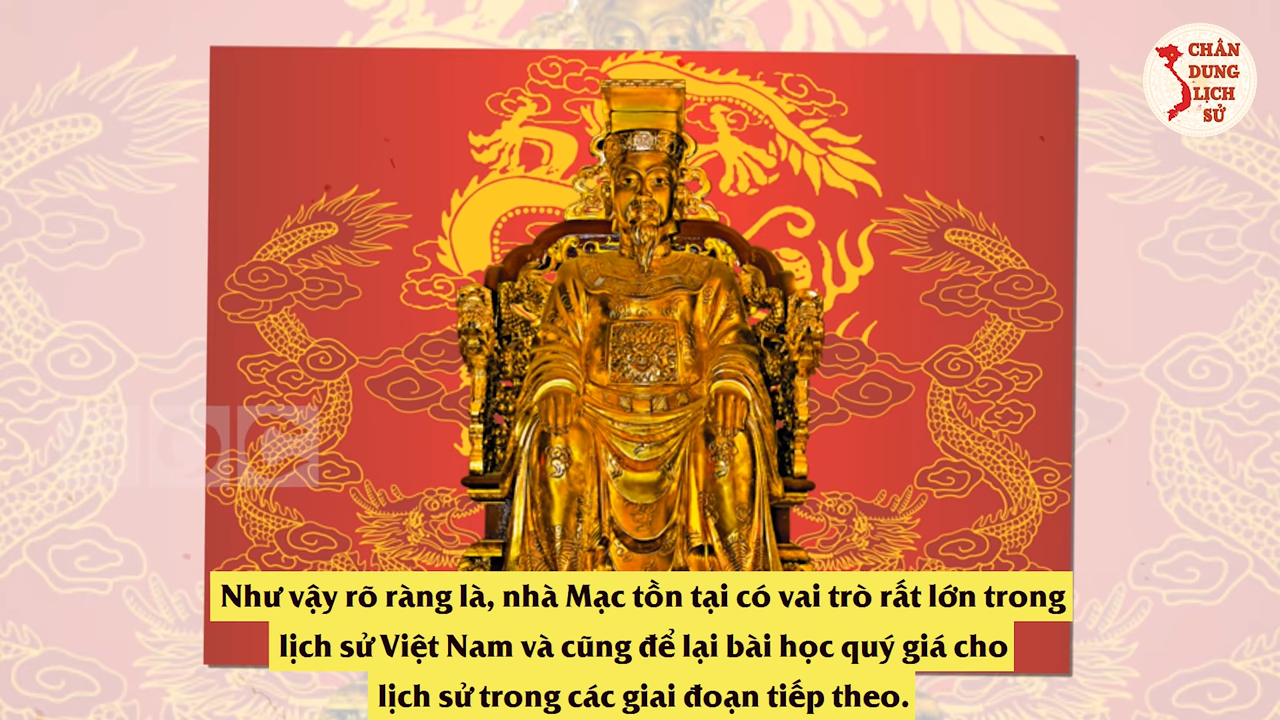 CHÂN
DUNG
LỊCH
SỬ
Như vậy rõ ràng là, nhà Mạc tồn tại có vai trò rất lớn trong
lịch sử Việt Nam và cũng để lại bài học quý giá cho
lịch sử trong các giai đoạn tiếp theo.